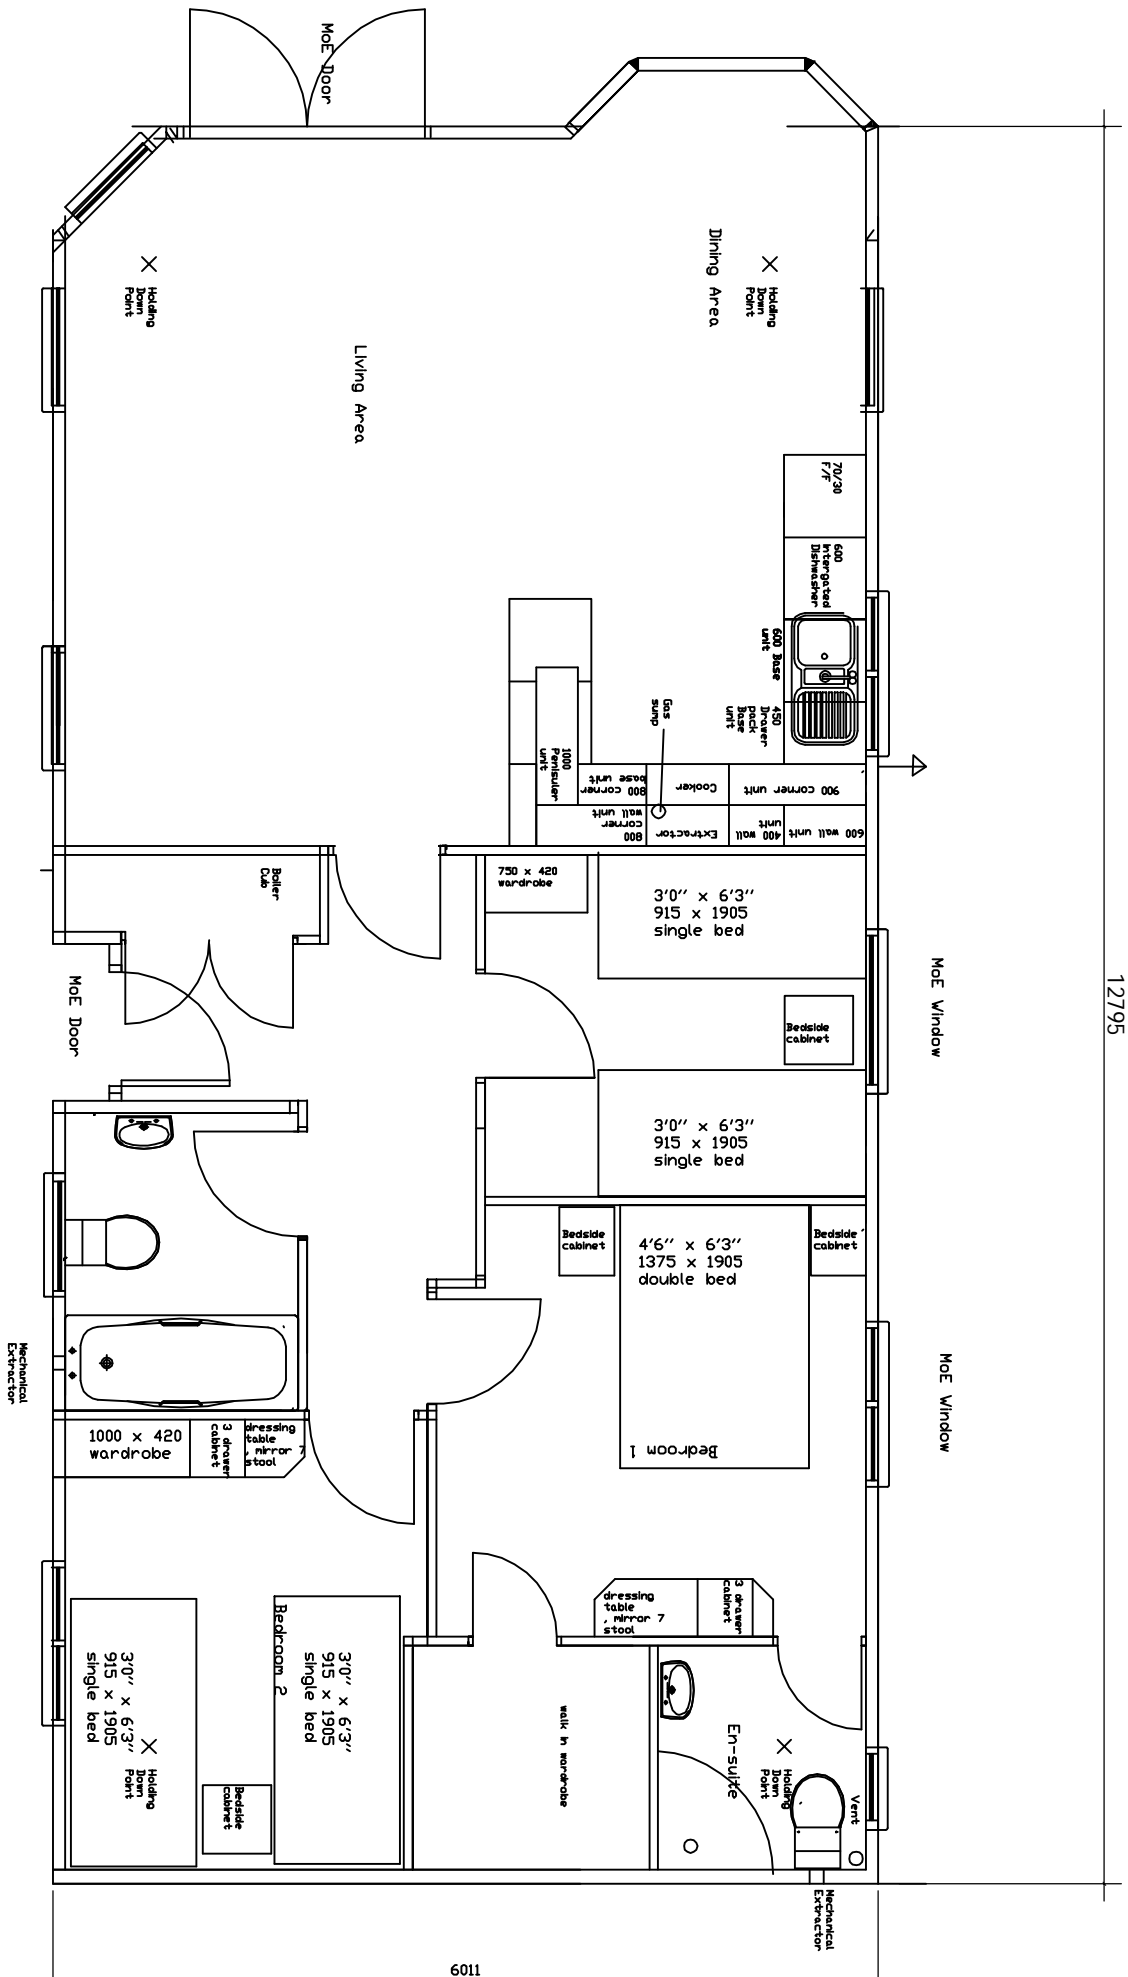 MoE Door
Dining Area
Holding
Down
Point
Holding
Down
Point
Living Area
70/30
F/F
600
Intergated
Dishwasher
600 Base
unit
450
Drawer
pack
Base
unit
Gas
sump
1000
Penisuler
unit
800 corner
base unit
Cooker
900 corner unit
800
corner
wall unit
Extractor
400 wall
unit
600 wall unit
Boiler
Cub
750 x 420
wardrobe
3'0'' x 6'3''
915 x 1905
single bed
MoE Door
Bedside
cabinet
MoE Window
12795
3'0'' x 6'3''
915 x 1905
single bed
Bedside
cabinet
4'6'' x 6'3''
1375 x 1905
double bed
Bedside
cabinet
Mechanical
Extractor
MoE Window
1000 x 420
wardrobe
3 drawer
cabinet
dressing
table
, mirror 7
stool
Bedroom 1
dressing
table
, mirror 7
stool
3 drawer
cabinet
Bedroom 2
3'0'' x 6'3''
915 x 1905
single bed
3'0'' x 6'3''
915 x 1905
single bed
Holding
Down
Point
Bedside
cabinet
walk in wardrobe
En-suite
Holding
Down
Point
Vent
Mechanical
Extractor
6011